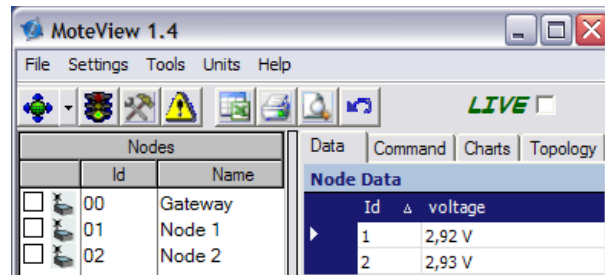 MoteView 1.4
File Settings Tools Units Help
LIVE
Nodes
Id Name
00 Gateway
01 Node 1
02 Node 2
Data Command Charts Topology
Node Data
Id voltage
1 2,92 V
2 2,93 V